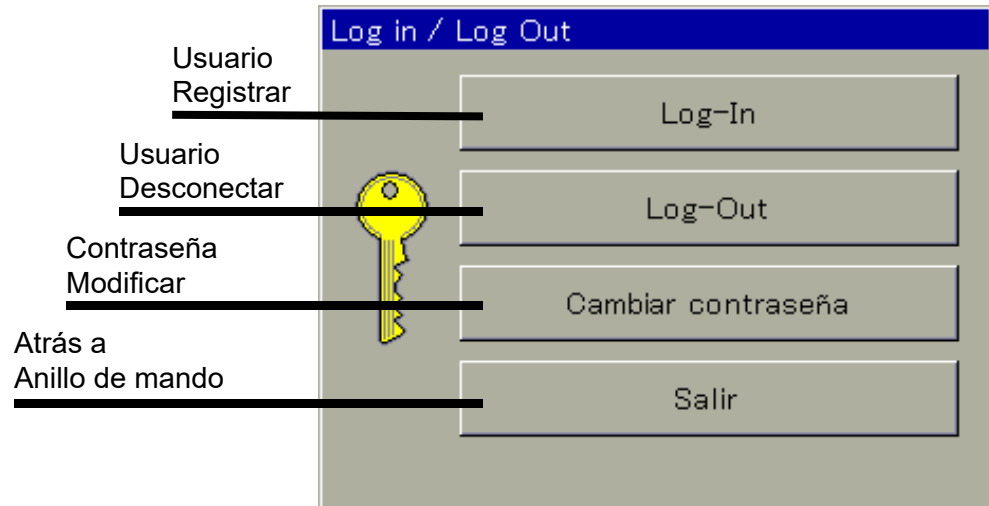 Log in / Log Out
Usuario
Registrar
Log-In
Usuario
Desconectar
Log-Out
Contraseña
Modificar
Cambiar contraseña
Atrás a
Anillo de mando
Salir